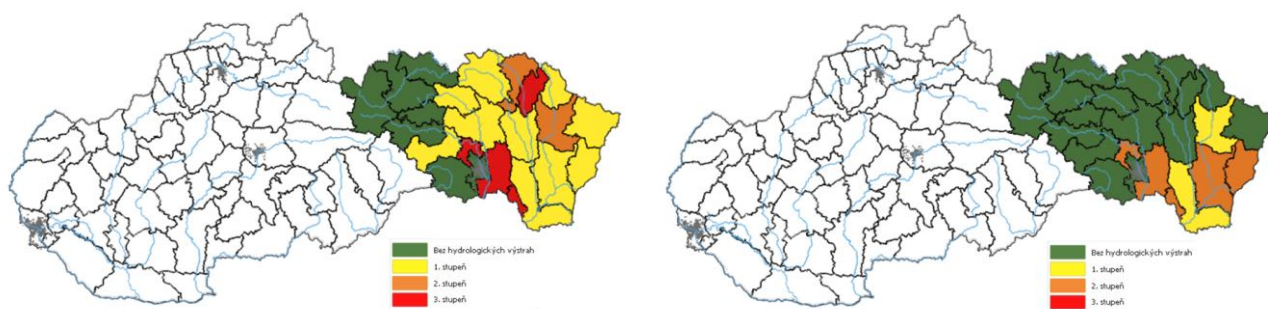 Bez hydrologických výstrah
1. stupeň
2. stupeň
3. stupeň
Bez hydrologických výstrah
1. stupeň
2. stupeň
3. stupeň